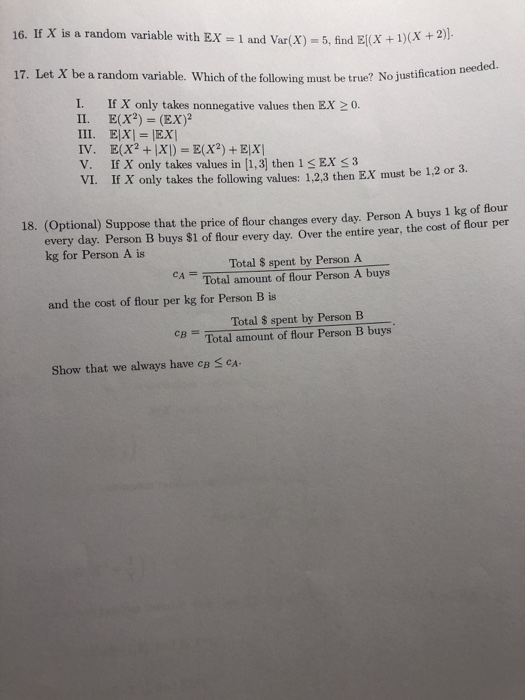 16. If X is a random variable with EX = 1 and Var(X) = 5, find E[(X + 1)(X + 2)].
17. Let X be a random variable. Which of the following must be true? No justification needed.
I. If X only takes nonnegative values then EX ≥ 0.
II. E(X²) = (EX)²
III. E|X| = |EX|
IV. E(X² + |X|) = E(X²) + E|X|
V. If X only takes values in [1, 3] then 1 ≤ EX ≤ 3
VI. If X only takes the following values: 1,2,3 then EX must be 1,2 or 3.
18. (Optional) Suppose that the price of flour changes every day. Person A buys 1 kg of flour
every day. Person B buys $1 of flour every day. Over the entire year, the cost of flour per
kg for Person A is
c_A = Total $ spent by Person A / Total amount of flour Person A buys
and the cost of flour per kg for Person B is
c_B = Total $ spent by Person B / Total amount of flour Person B buys.
Show that we always have c_B ≤ c_A.